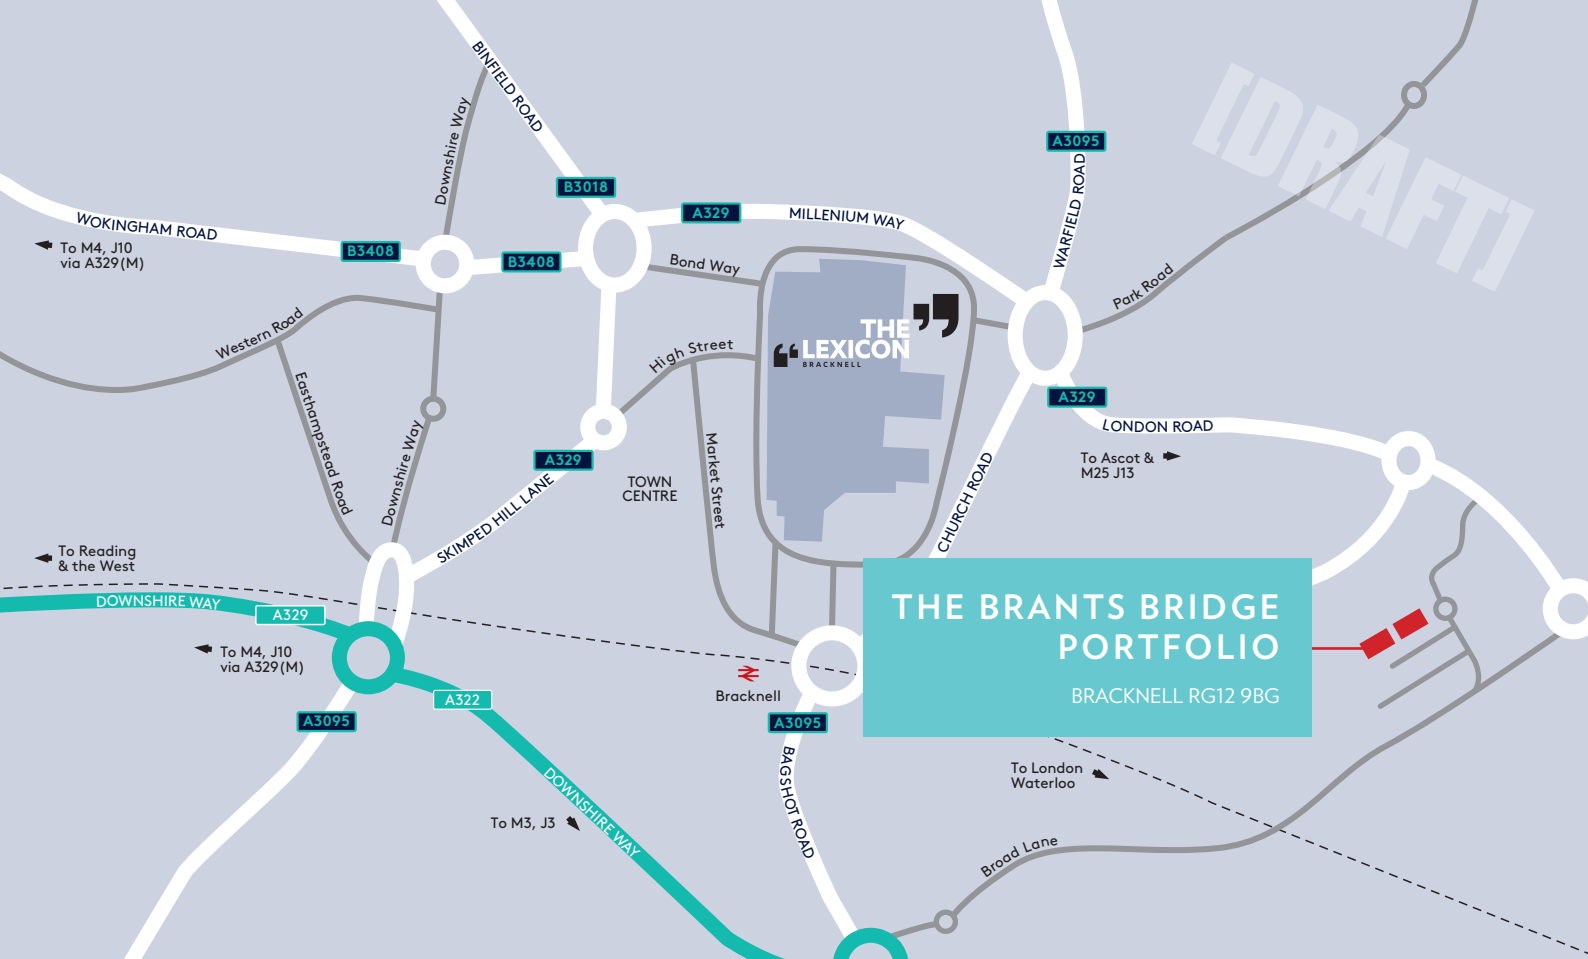 BINFIELD ROAD
Downshire Way
[DRAFT]
A3095
WARFIELD ROAD
B3018
A329
MILLENIUM WAY
WOKINGHAM ROAD
B3408
B3408
To M4, J10
via A329(M)
Bond Way
Park Road
Western Road
THE
LEXICON
BRACKNELL
High Street
Easthampstead Road
Downshire Way
A329
LONDON ROAD
To Ascot &
M25 J13
Market Street
A329
SKIMPED HILL LANE
TOWN
CENTRE
CHURCH ROAD
To Reading
& the West
DOWNSHIRE WAY
A329
THE BRANTS BRIDGE
PORTFOLIO
BRACKNELL RG12 9BG
To M4, J10
via A329(M)
A322
Bracknell
A3095
A3095
BAGSHOT ROAD
To London
Waterloo
DOWNSHIRE WAY
To M3, J3
Broad Lane